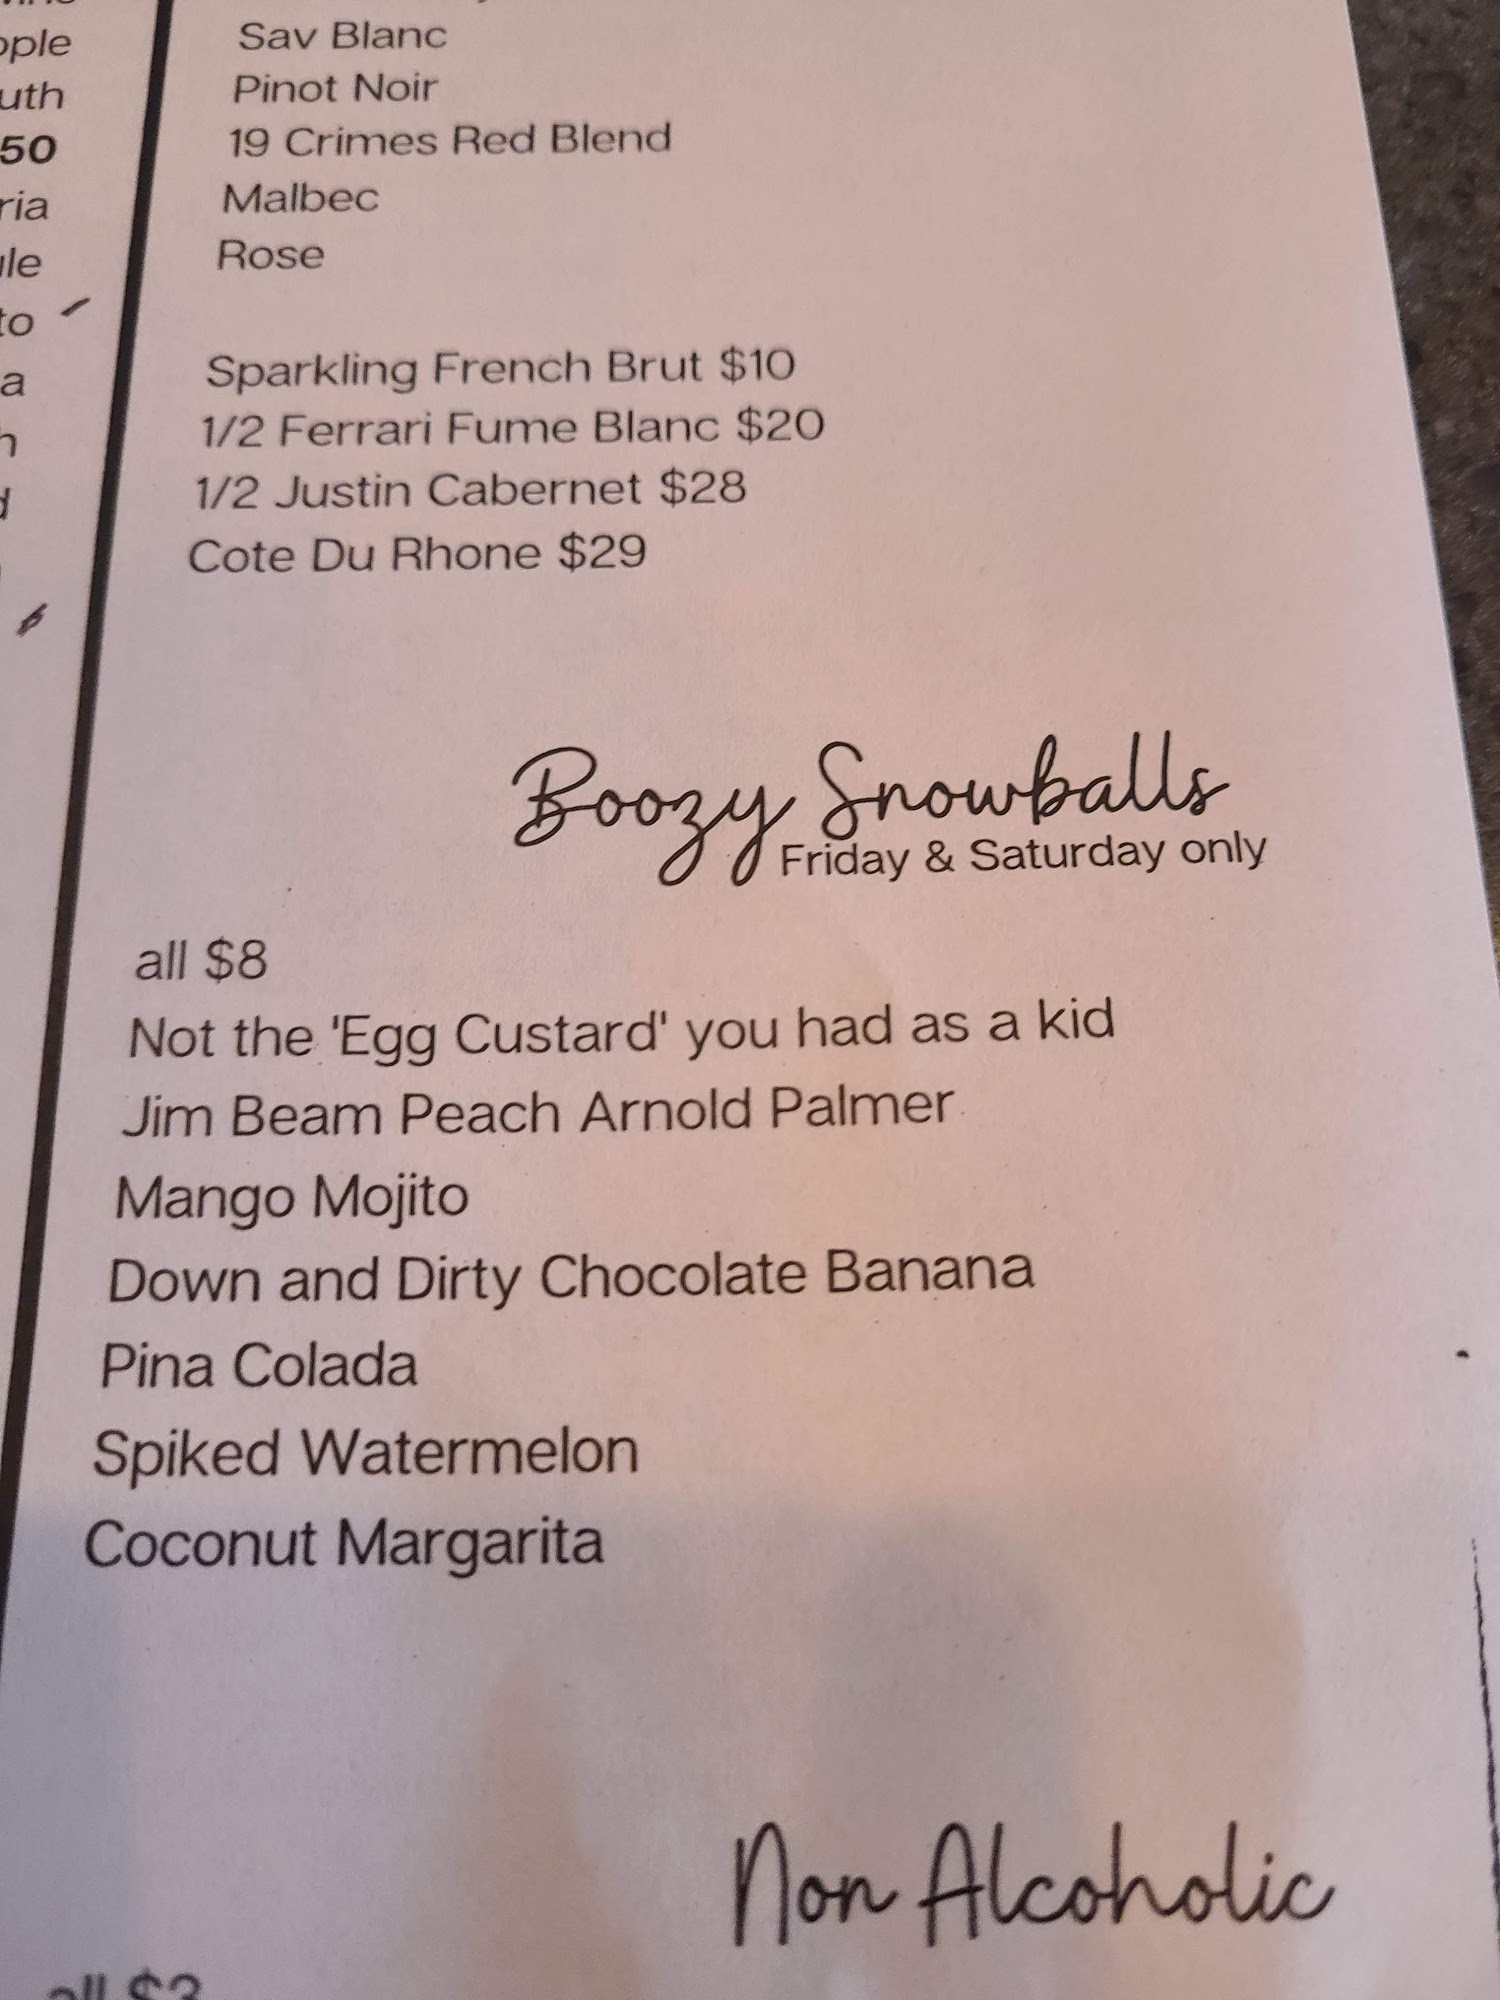 Sav Blanc
Pinot Noir
19 Crimes Red Blend
Malbec
Rose
Sparkling French Brut $10
1/2 Ferrari Fume Blanc $20
1/2 Justin Cabernet $28
Cote Du Rhone $29
Boozy Snowballs
Friday & Saturday only
all $8
Not the 'Egg Custard' you had as a kid
Jim Beam Peach Arnold Palmer
Mango Mojito
Down and Dirty Chocolate Banana
Pina Colada
Spiked Watermelon
Coconut Margarita
Non Alcoholic
all $3